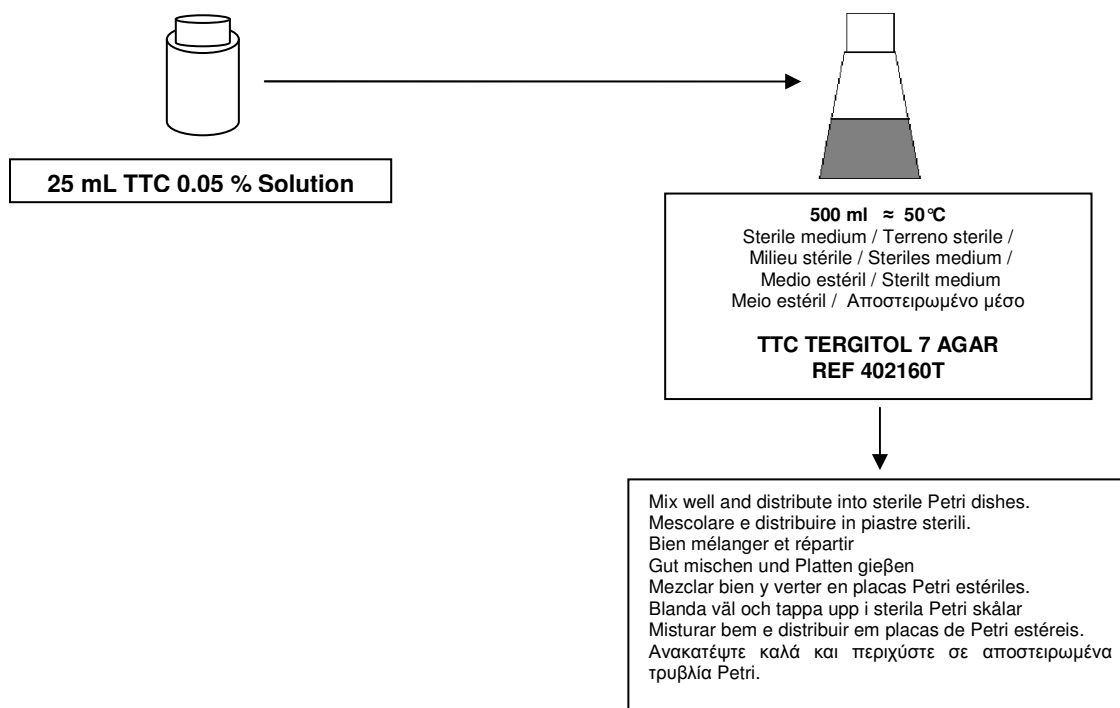 25 mL TTC 0.05 % Solution
500 ml ≈ 50°C
Sterile medium / Terreno sterile /
Milieu stérile / Steriles medium /
Medio estéril / Sterilt medium
Meio estéril / Αποστειρωμένο μέσο
TTC TERGITOL 7 AGAR
REF 402160T
Mix well and distribute into sterile Petri dishes.
Mescolare e distribuire in piastre sterili.
Bien mélanger et répartir
Gut mischen und Platten gieβen
Mezclar bien y verter en placas Petri estériles.
Blanda väl och tappa upp i sterila Petri skålar
Misturar bem e distribuir em placas de Petri estéreis.
Ανακατέψτε καλά και περιχύστε σε αποστειρωμένα
τρυβλία Petri.